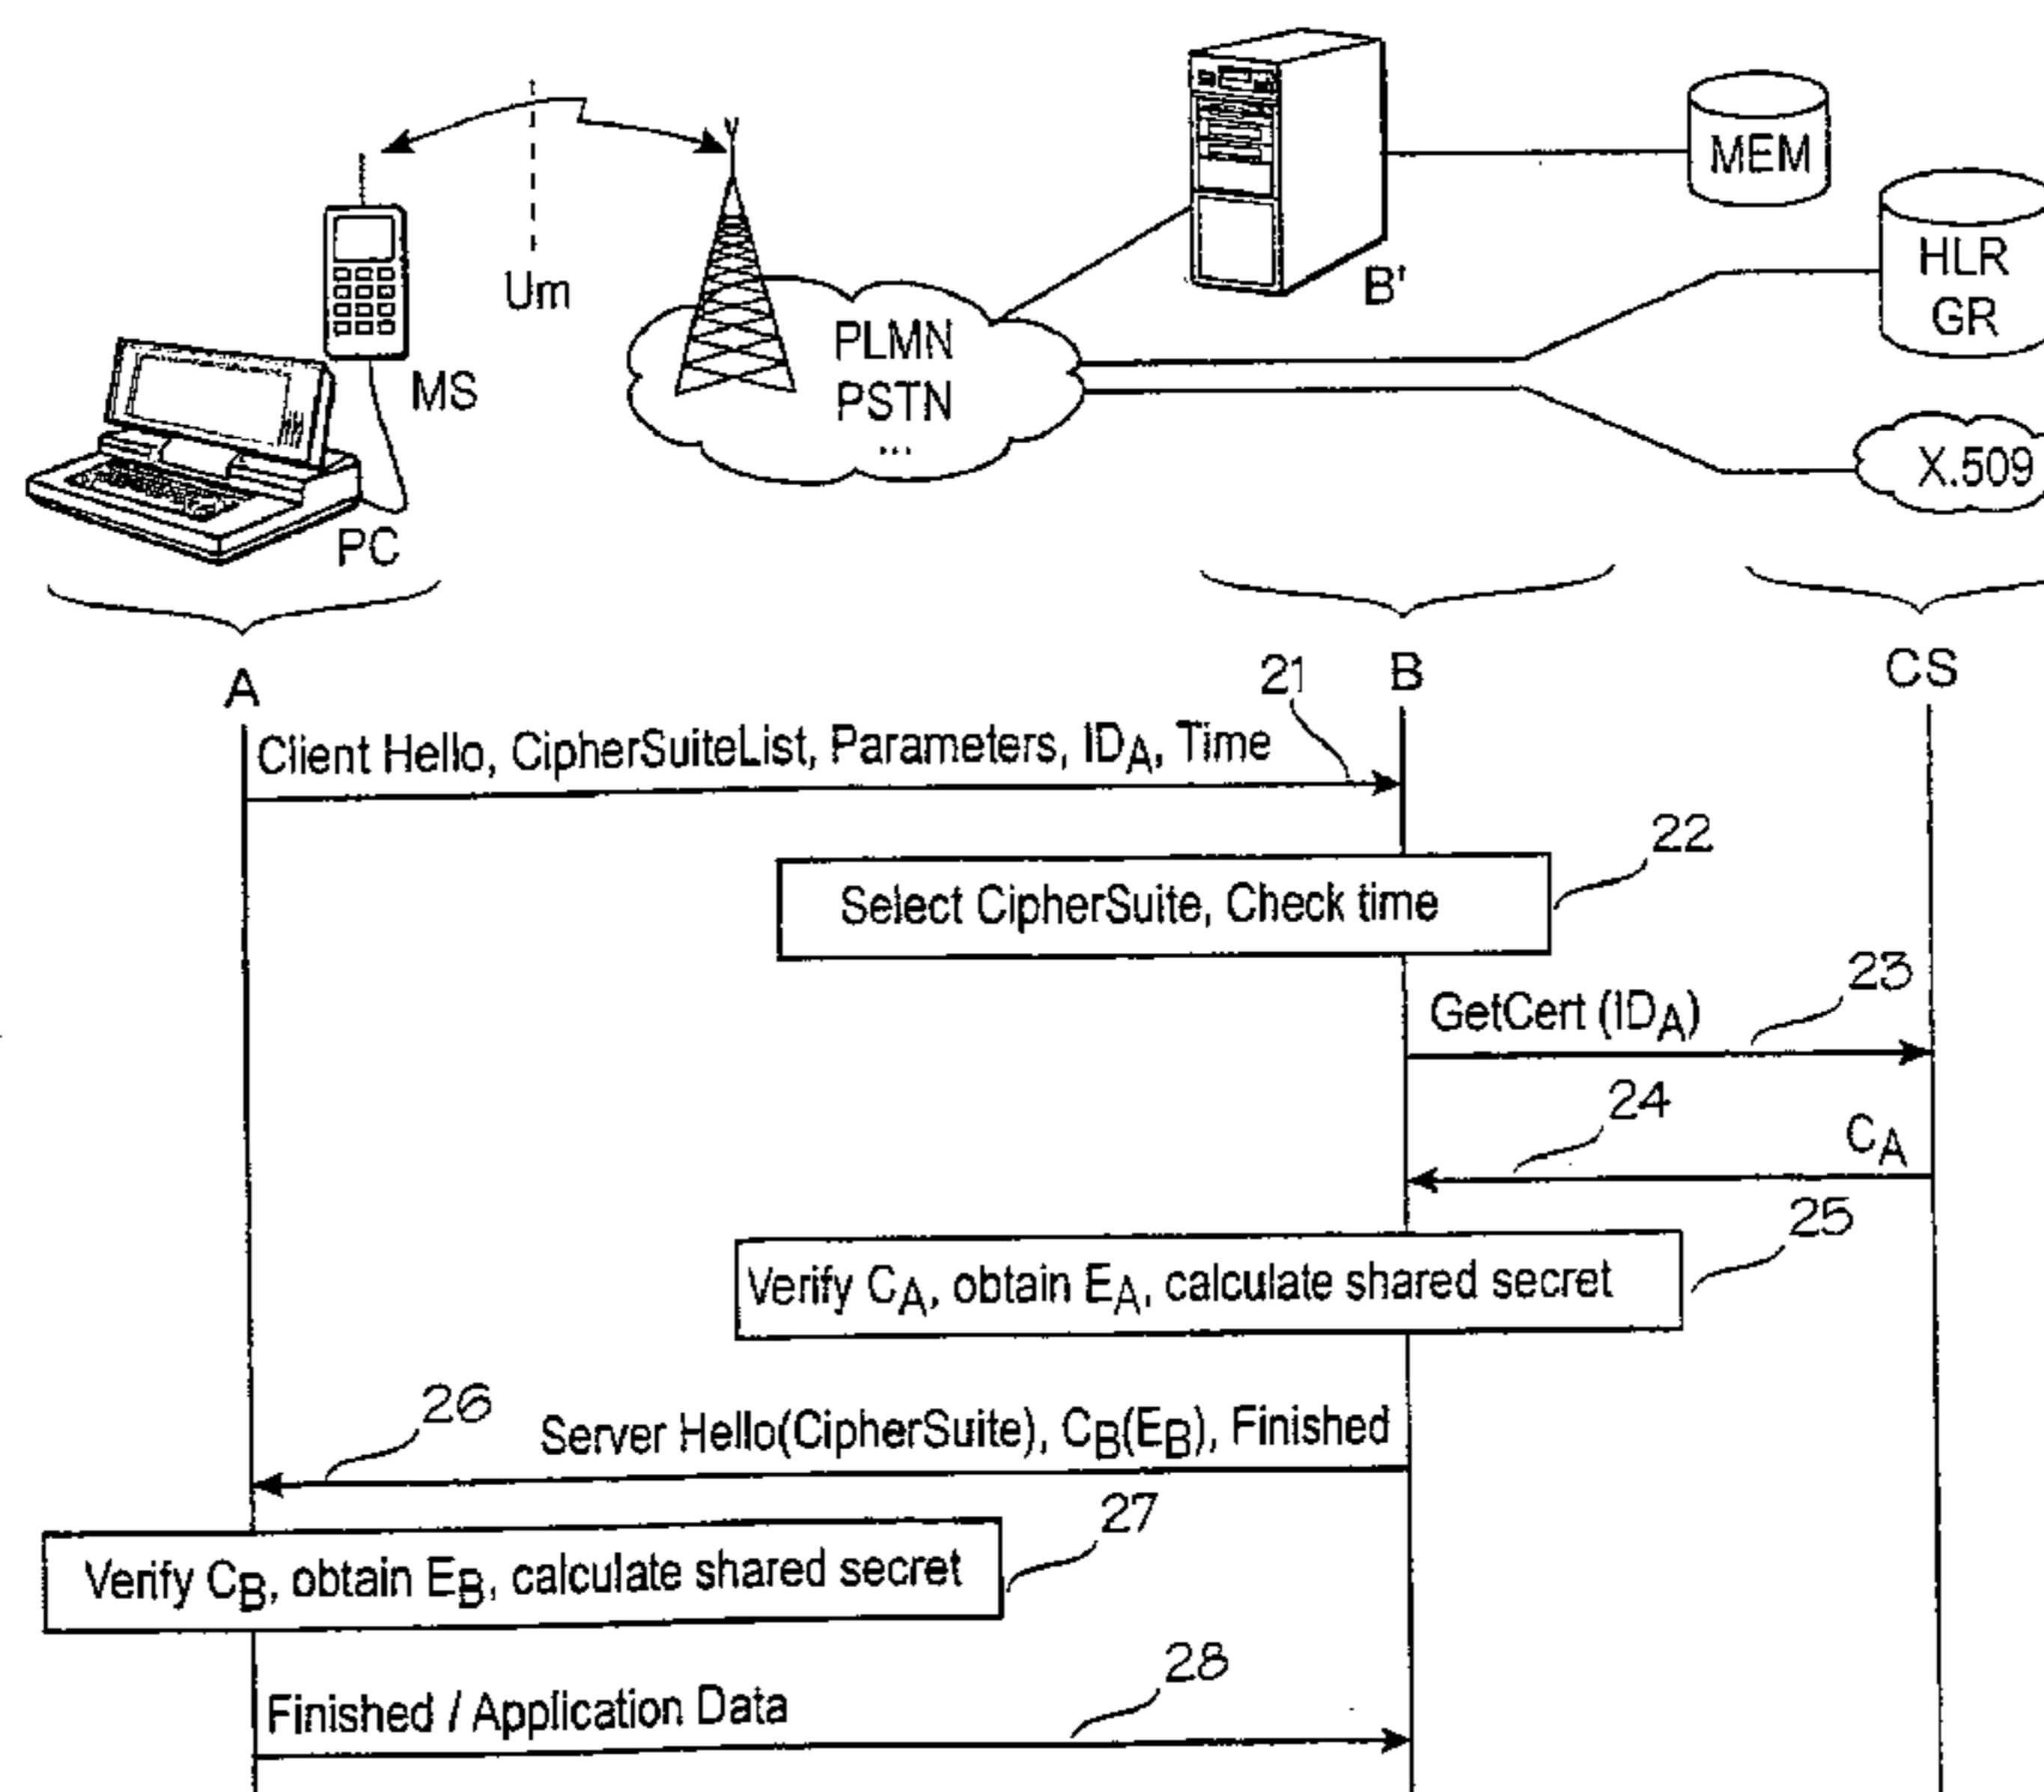 MEM
HLR
GR
Um
B'
PLMN
PSTN
...
MS
X.509
PC
A
B
CS
21
Client Hello, CipherSuiteList, Parameters, IDA, Time
22
Select CipherSuite, Check time
23
GetCert (IDA)
24
CA
25
Verify CA, obtain EA, calculate shared secret
26
Server Hello(CipherSuite), CB(EB), Finished
27
Verify CB, obtain EB, calculate shared secret
28
Finished / Application Data